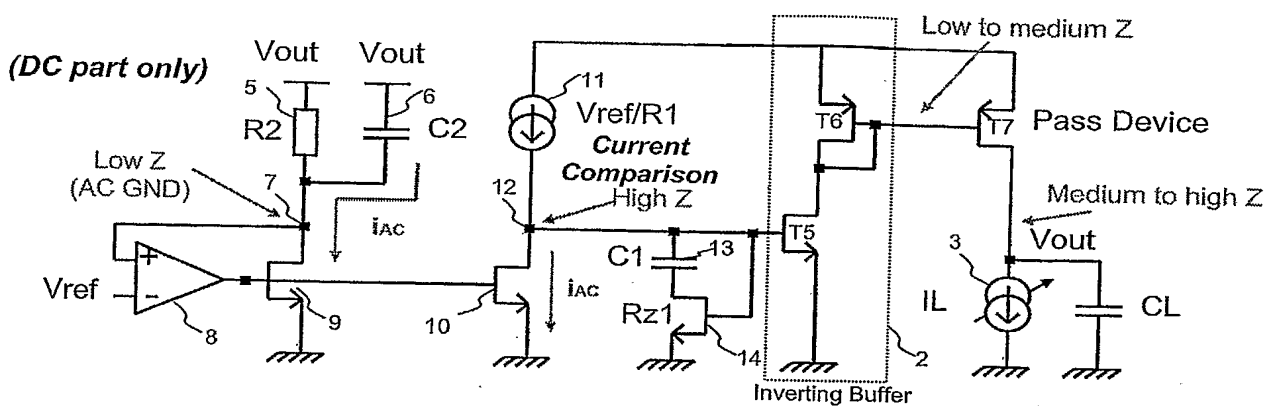 (DC part only)
Vout
Vout
5
R2
6
C2
Low Z
(AC GND)
7
iAC
Vref
+
-
8
9
10
11
Vref/R1
Current
Comparison
High Z
12
iAC
C1
13
Rz1
14
T5
T6
2
Inverting Buffer
Low to medium Z
T7
Pass Device
Medium to high Z
Vout
3
IL
CL